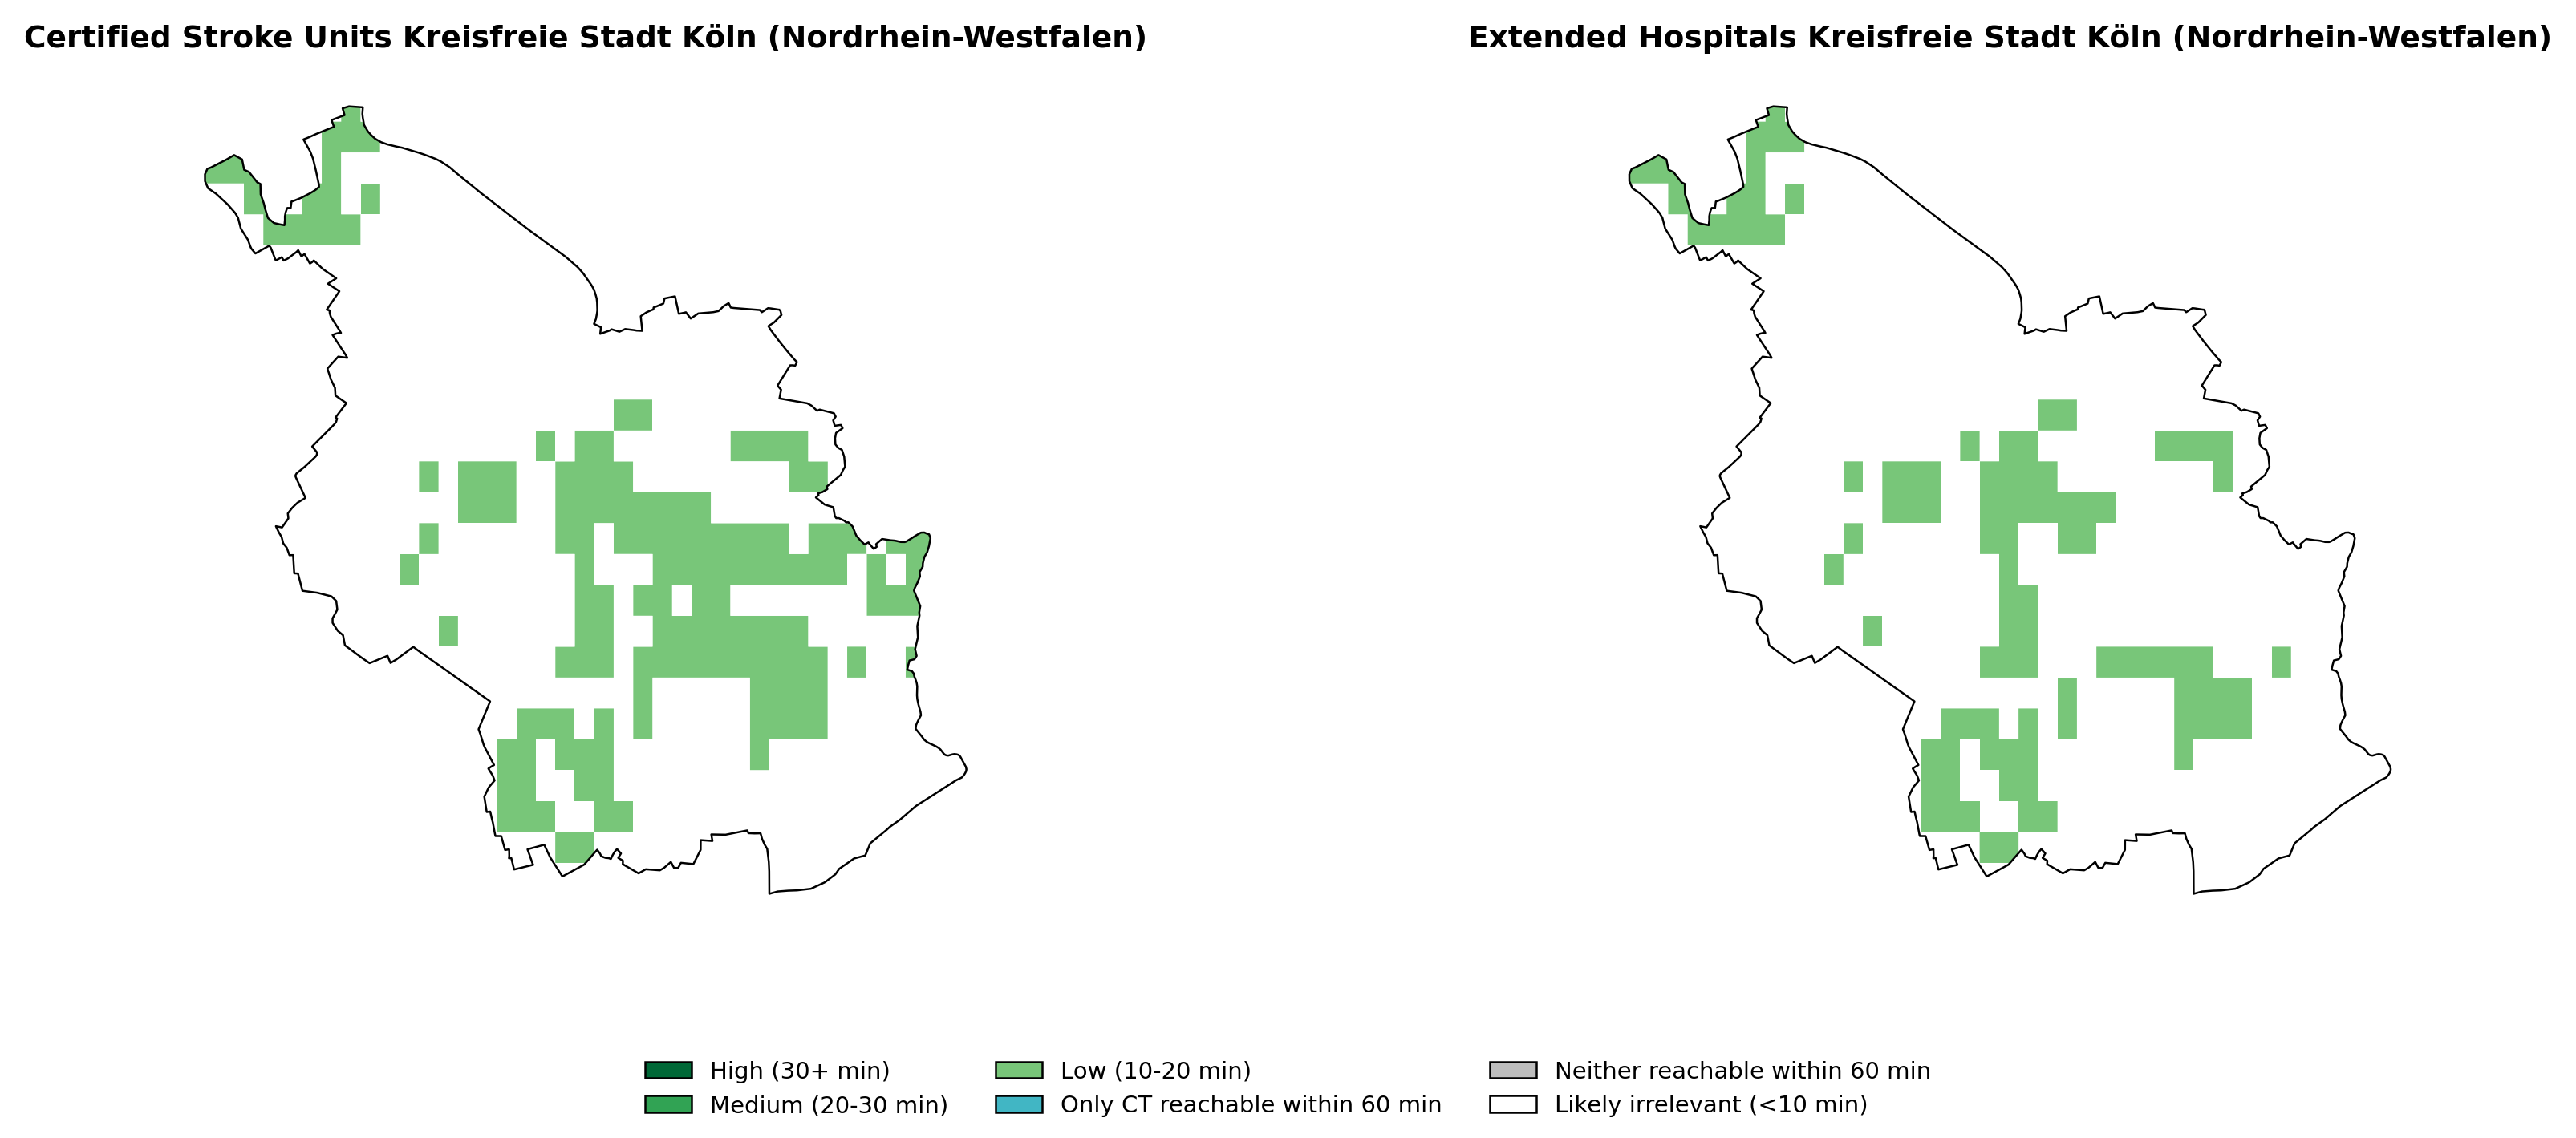 Certified Stroke Units Kreisfreie Stadt Köln (Nordrhein-Westfalen)
Extended Hospitals Kreisfreie Stadt Köln (Nordrhein-Westfalen)
High (30+ min)
Medium (20-30 min)
Low (10-20 min)
Only CT reachable within 60 min
Neither reachable within 60 min
Likely irrelevant (<10 min)